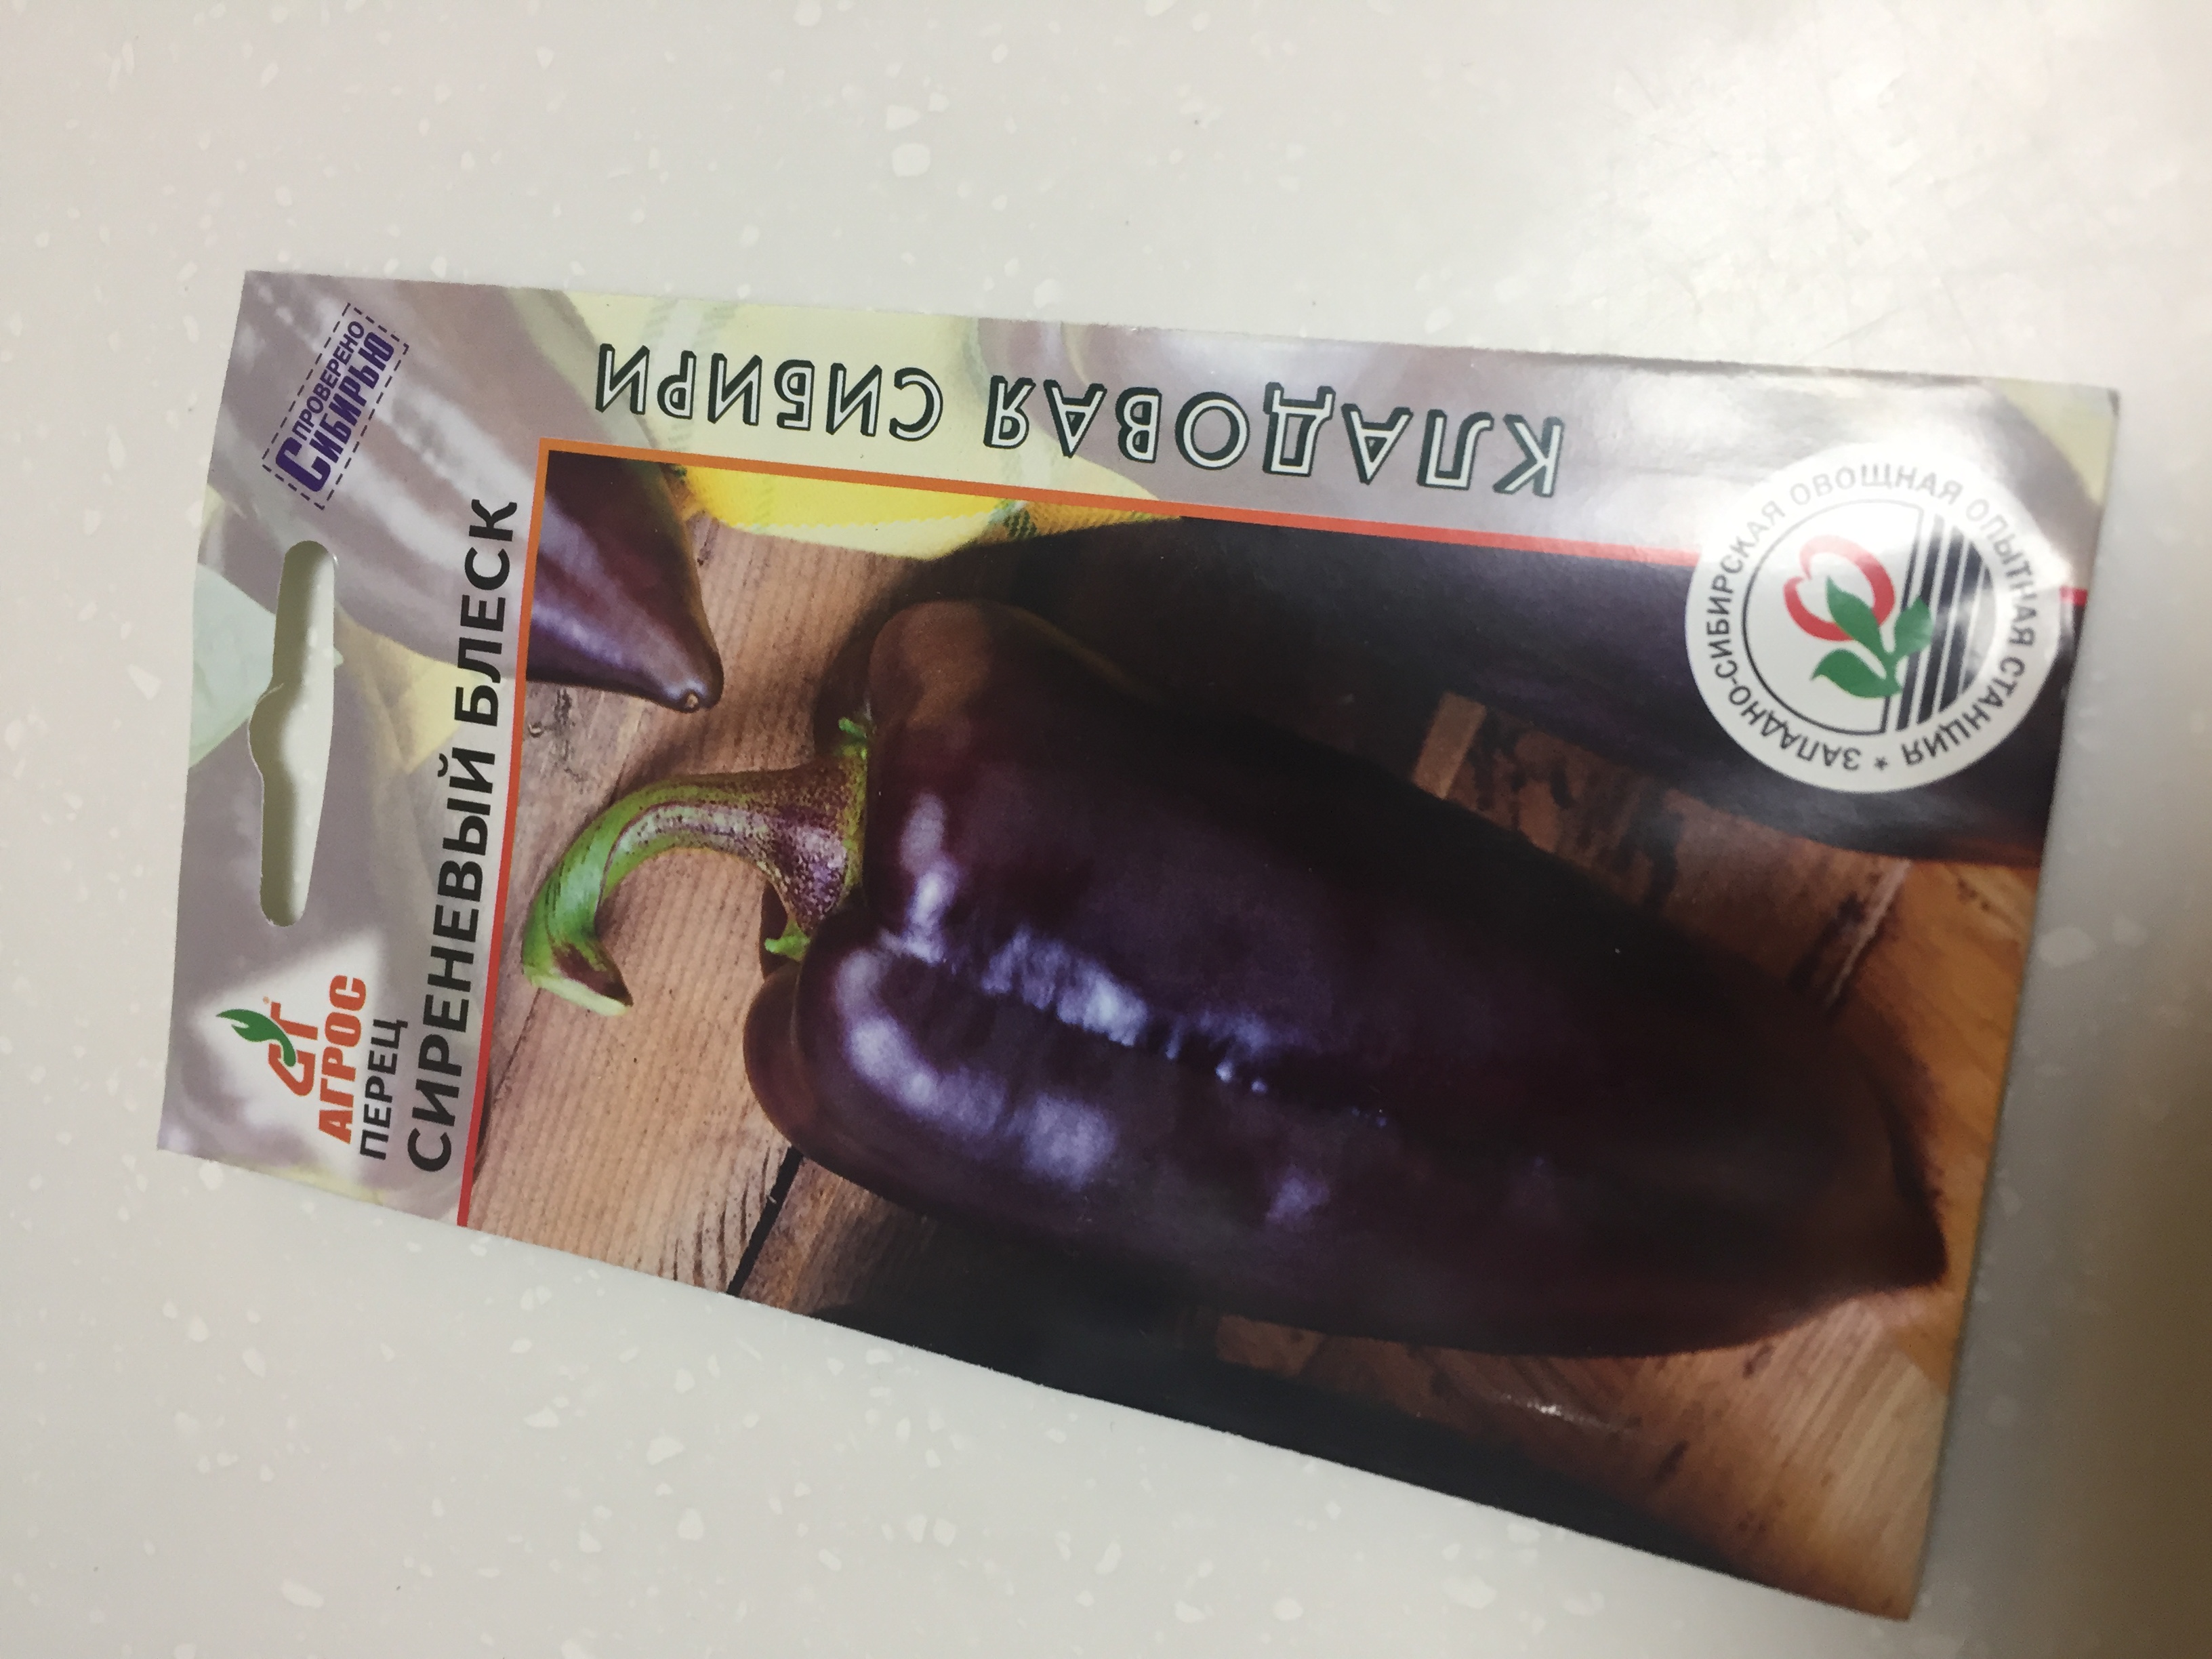 ПРОВЕРЕНО
СИБИРЬЮ
АГРОС
ПЕРЕЦ
СИРЕНЕВЫЙ БЛЕСК
КЛАДОВАЯ СИБИРИ
ЗАПАДНО-СИБИРСКАЯ ОВОЩНАЯ ОПЫТНАЯ СТАНЦИЯ *